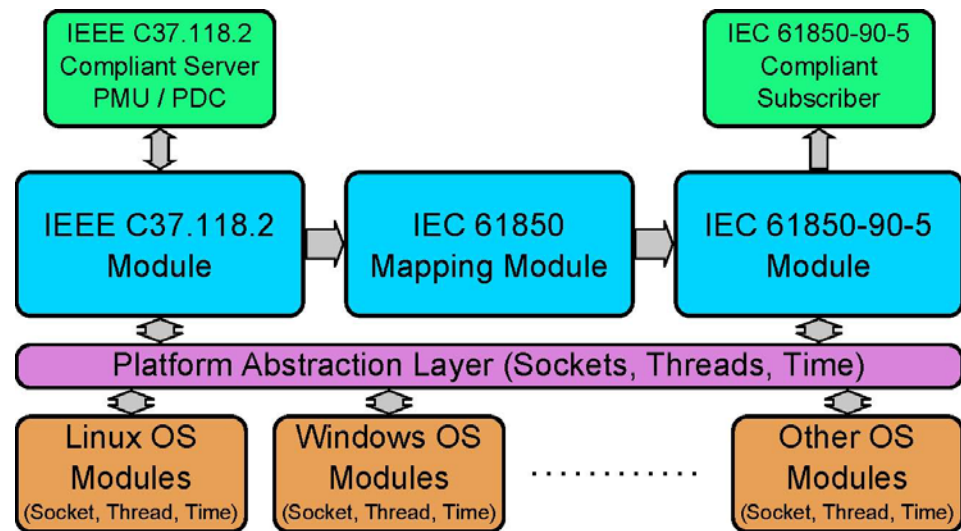 IEEE C37.118.2
Compliant Server
PMU / PDC
IEC 61850-90-5
Compliant
Subscriber
IEEE C37.118.2
Module
IEC 61850
Mapping Module
IEC 61850-90-5
Module
Platform Abstraction Layer (Sockets, Threads, Time)
Linux OS
Modules
(Socket, Thread, Time)
Windows OS
Modules
(Socket, Thread, Time)
Other OS
Modules
(Socket, Thread, Time)